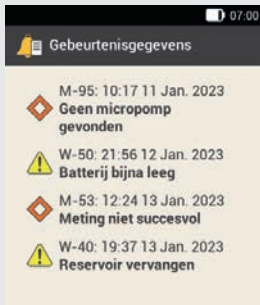 07:00
Gebeurtenisgegevens
M-95: 10:17 11 Jan. 2023
Geen micropomp
gevonden
W-50: 21:56 12 Jan. 2023
Batterij bijna leeg
M-53: 12:24 13 Jan. 2023
Meting niet succesvol
W-40: 19:37 13 Jan. 2023
Reservoir vervangen